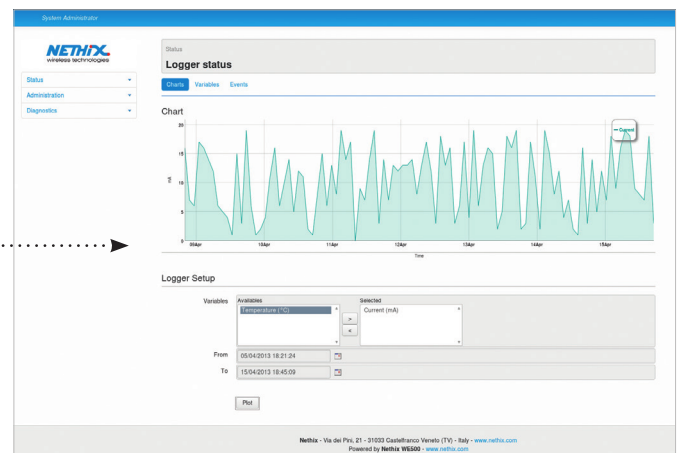 System Administrator
NETHIX
wireless technologies
Status
Administration
Diagnostics
Status
Logger status
Charts Variables Events
Chart
Current
20
15
mA
10
5
0
09Apr 10Apr 11Apr 12Apr 13Apr 14Apr 15Apr
Time
Logger Setup
Variables
Availables
Temperature (°C)
>
<
Selected
Current (mA)
From 05/04/2013 18:21:24
To 15/04/2013 18:45:09
Plot
Nethix - Via dei Pini, 21 - 31033 Castelfranco Veneto (TV) - Italy - www.nethix.com
Powered by Nethix WE500 - www.nethix.com